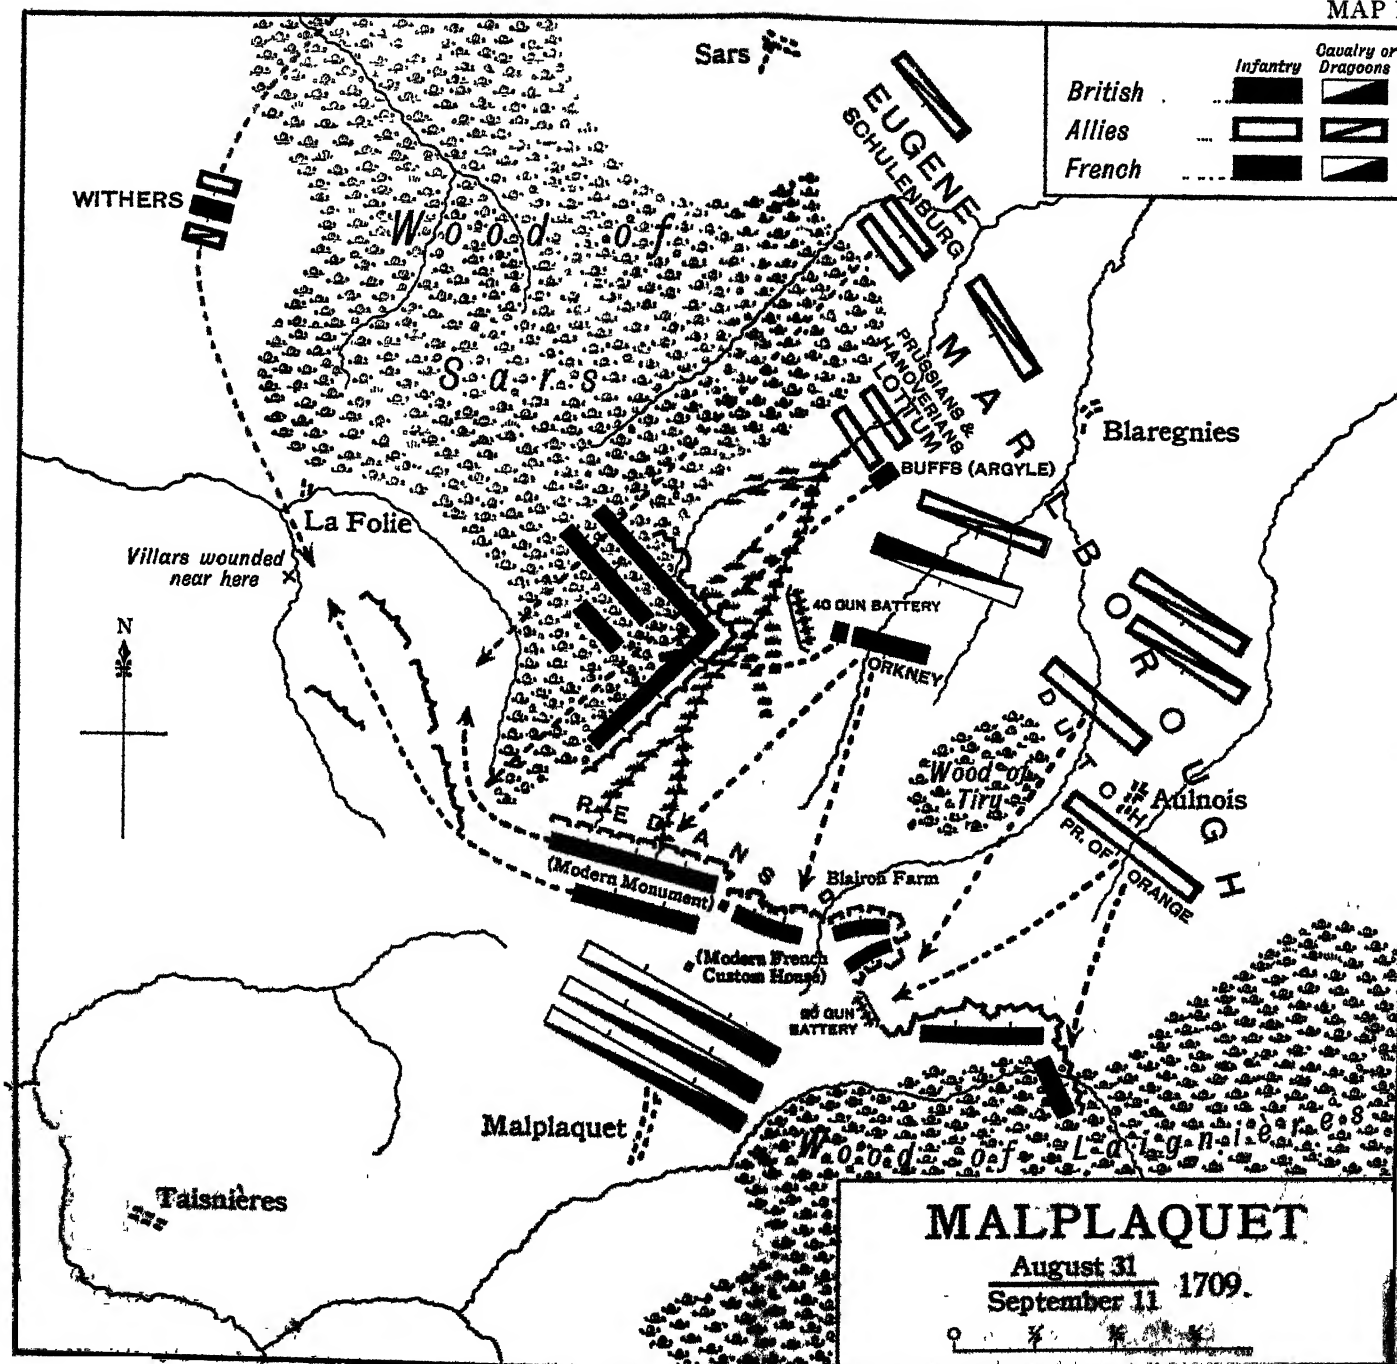 MAP
Infantry
Cavalry or
Dragoons
British
Allies
French
Sars
EUGENE
SCHULENBURG
WITHERS
Wood of
Sars
MARLBOROUGH
PRUSSIANS &
HANOVERIANS
LOTTUM
Blaregnies
BUFFS (ARGYLE)
La Folie
Villars wounded
near here
N
40 GUN BATTERY
ORKNEY
DUTCH
Wood of
Tiry
Aulnois
PR. OF ORANGE
REDANS
(Modern Monument)
Blairon Farm
(Modern French
Custom House)
20 GUN
BATTERY
Malplaquet
Wood of Laignieres
Taisnières
MALPLAQUET
August 31
September 11
1709.
0